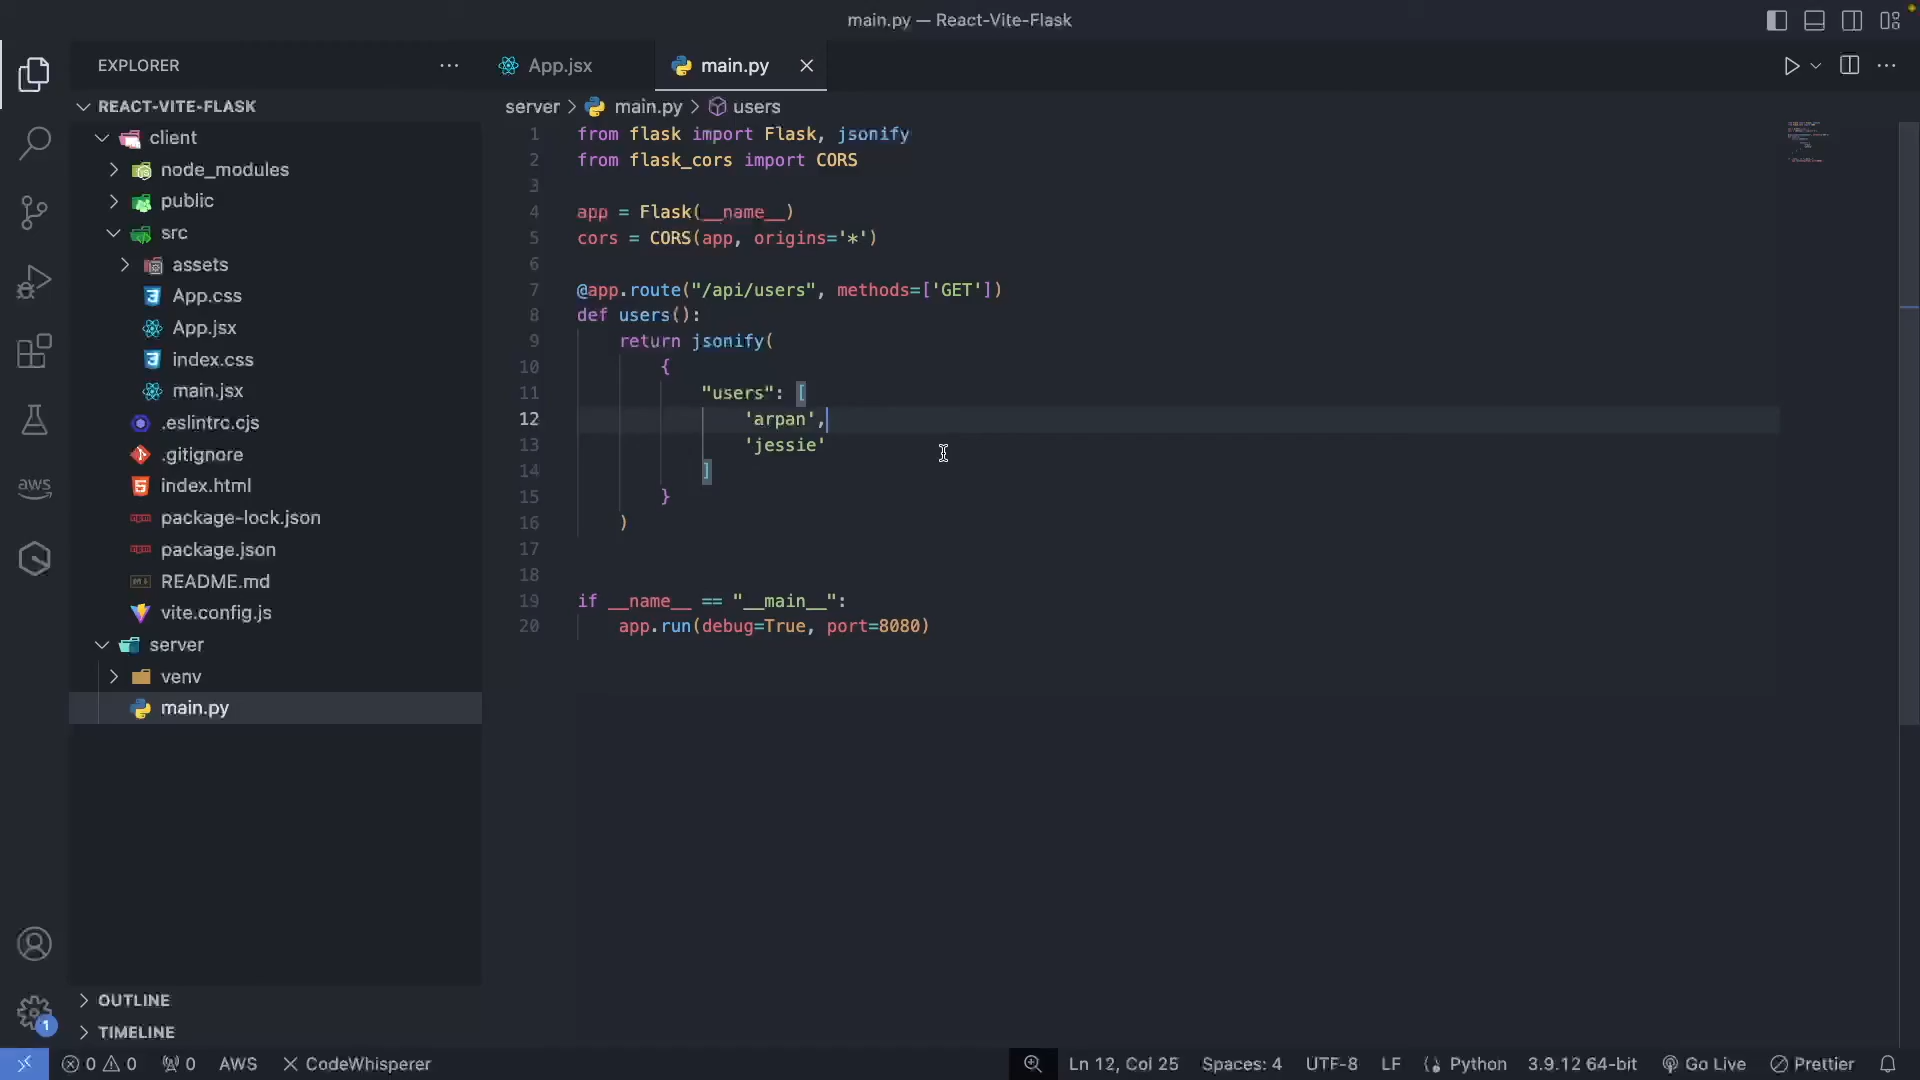 main.py — React-Vite-Flask
EXPLORER
App.jsx
main.py
REACT-VITE-FLASK
server > main.py > users
client
node_modules
public
src
assets
App.css
App.jsx
index.css
main.jsx
.eslintrc.cjs
.gitignore
index.html
package-lock.json
package.json
README.md
vite.config.js
server
venv
main.py
OUTLINE
TIMELINE
1 from flask import Flask, jsonify
2 from flask_cors import CORS
3
4 app = Flask(__name__)
5 cors = CORS(app, origins='*')
6
7 @app.route("/api/users", methods=['GET'])
8 def users():
9 return jsonify(
10 {
11 "users": [
12 'arpan',
13 'jessie'
14 ]
15 }
16 )
17
18
19 if __name__ == "__main__":
20 app.run(debug=True, port=8080)
aws
1
0 0 0 AWS CodeWhisperer Ln 12, Col 25 Spaces: 4 UTF-8 LF Python 3.9.12 64-bit Go Live Prettier